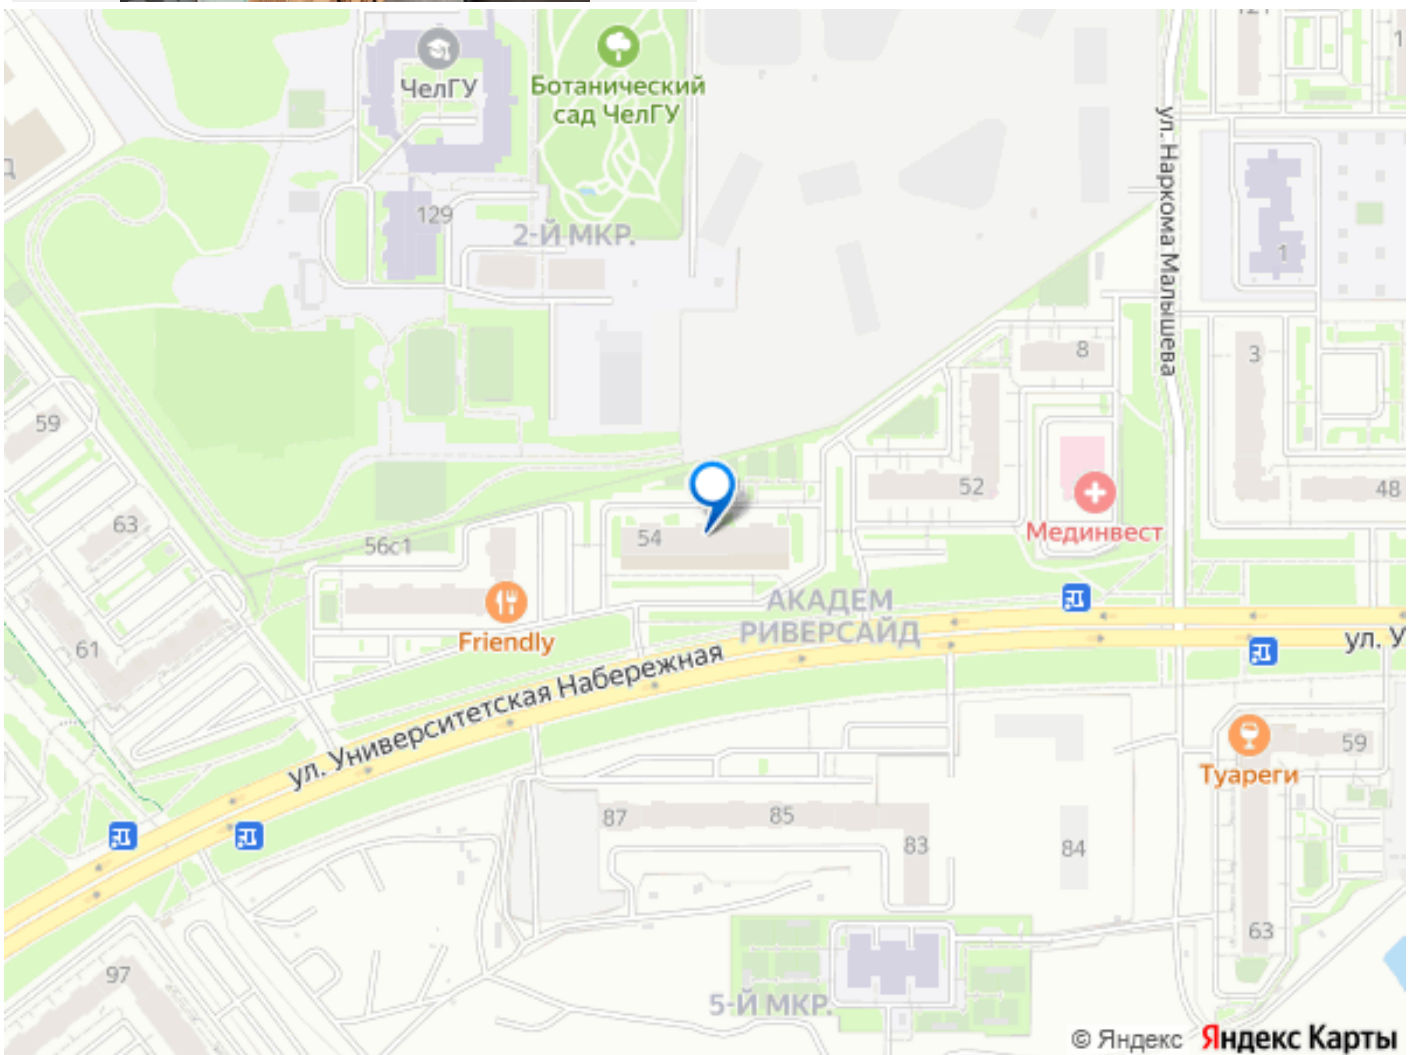 ЧелГУ
Ботанический
сад ЧелГУ
129
2-Й МКР.
ул. Наркома Малышева
1
1
8
3
59
52
48
63
54
56с1
Мединвест
АКАДЕМ
РИВЕРСАЙД
Friendly
61
ул. У
ул. Университетская Набережная
59
Туареги
87
85
83
84
63
97
5-Й МКР.
© Яндекс Яндекс Карты